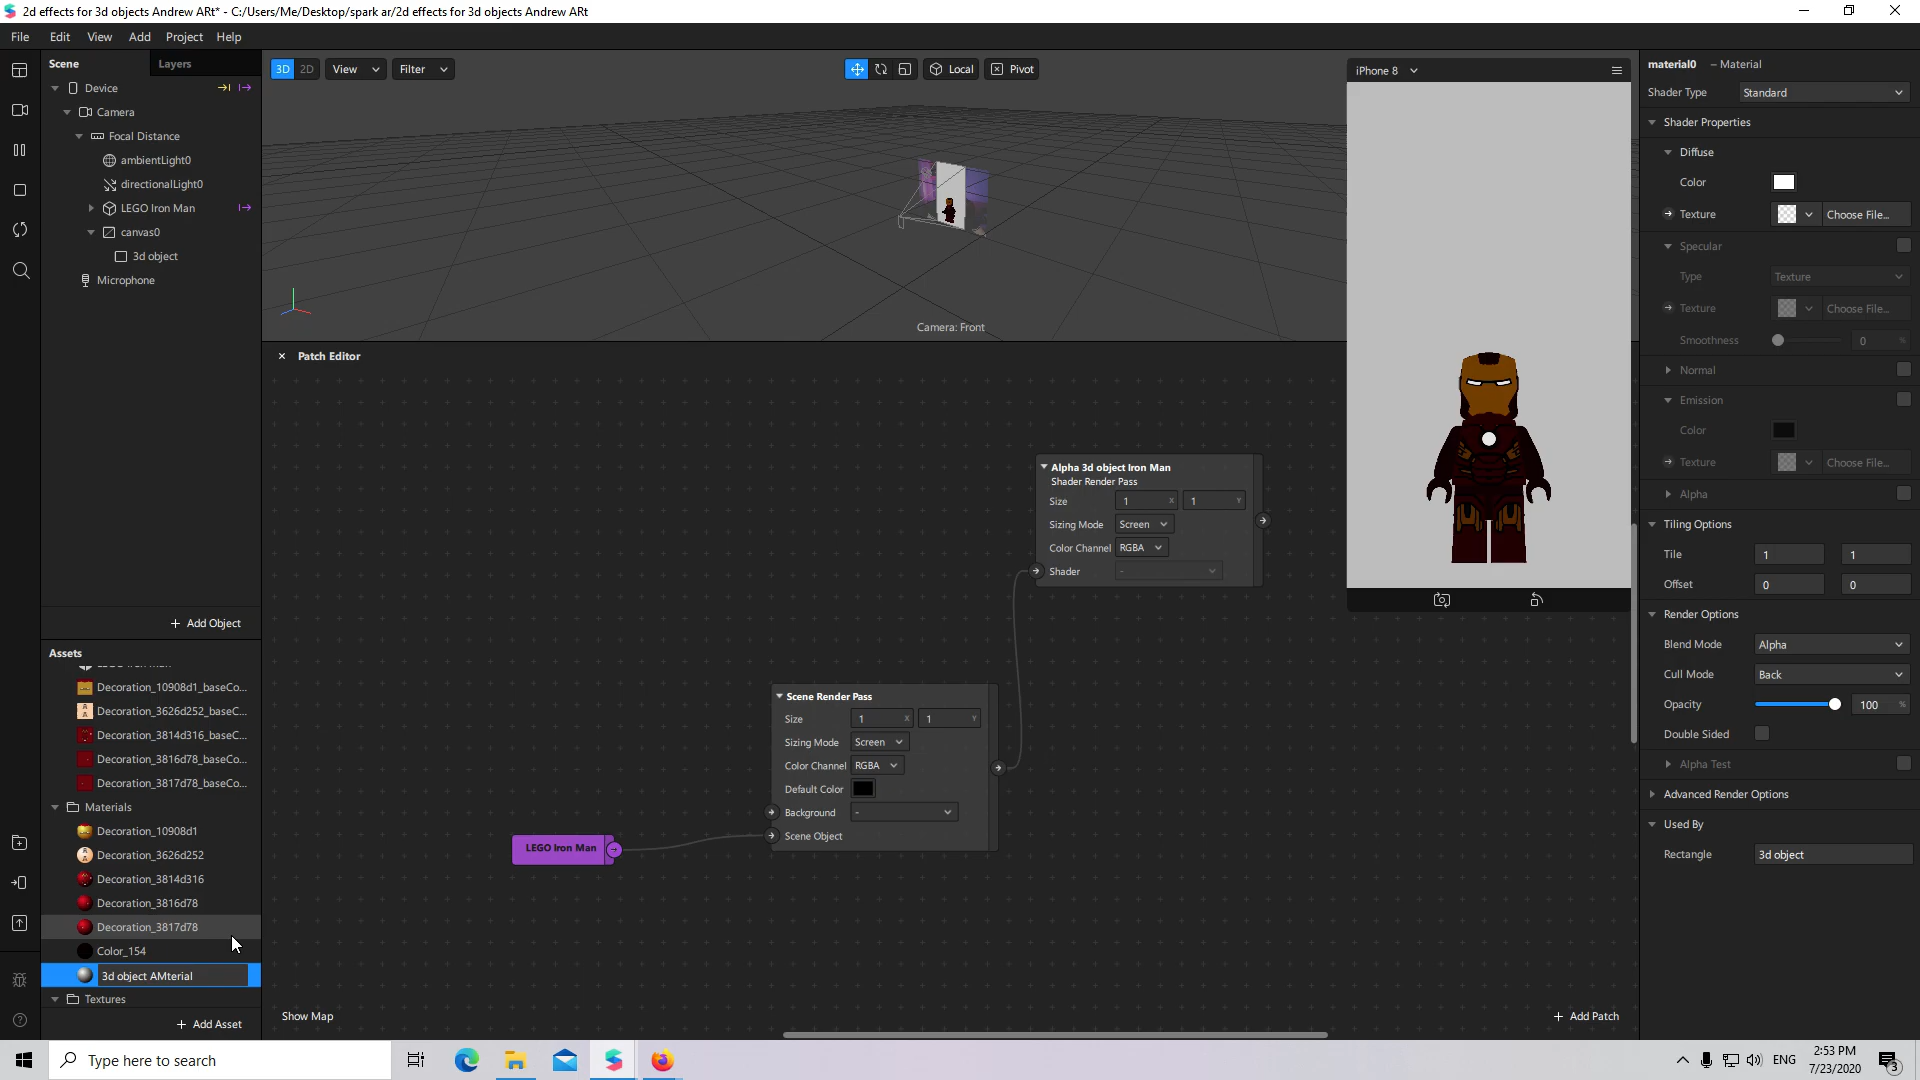 2d effects for 3d objects Andrew ARt* - C:/Users/Me/Desktop/spark ar/2d effects for 3d objects Andrew ARt
File Edit View Add Project Help
Scene Layers
Device
Camera
Focal Distance
ambientLight0
directionalLight0
LEGO Iron Man
canvas0
3d object
Microphone
+ Add Object
Assets
Decoration_10908d1_baseCo...
Decoration_3626d252_baseC...
Decoration_3814d316_baseC...
Decoration_3816d78_baseCo...
Decoration_3817d78_baseCo...
Materials
Decoration_10908d1
Decoration_3626d252
Decoration_3814d316
Decoration_3816d78
Decoration_3817d78
Color_154
3d object AMterial
Textures
+ Add Asset
3D 2D View Filter Local Pivot
Camera: Front
× Patch Editor
Alpha 3d object Iron Man
Shader Render Pass
Size 1 X 1 Y
Sizing Mode Screen
Color Channel RGBA
Shader -
Scene Render Pass
Size 1 X 1 Y
Sizing Mode Screen
Color Channel RGBA
Default Color
Background -
Scene Object
LEGO Iron Man
Show Map
+ Add Patch
iPhone 8
material0 – Material
Shader Type Standard
Shader Properties
Diffuse
Color
Texture Choose File...
Specular
Type Texture
Texture Choose File...
Smoothness 0 %
Normal
Emission
Color
Texture Choose File...
Alpha
Tiling Options
Tile 1 1
Offset 0 0
Render Options
Blend Mode Alpha
Cull Mode Back
Opacity 100 %
Double Sided
Alpha Test
Advanced Render Options
Used By
Rectangle 3d object
Type here to search
ENG
2:53 PM
7/23/2020
3